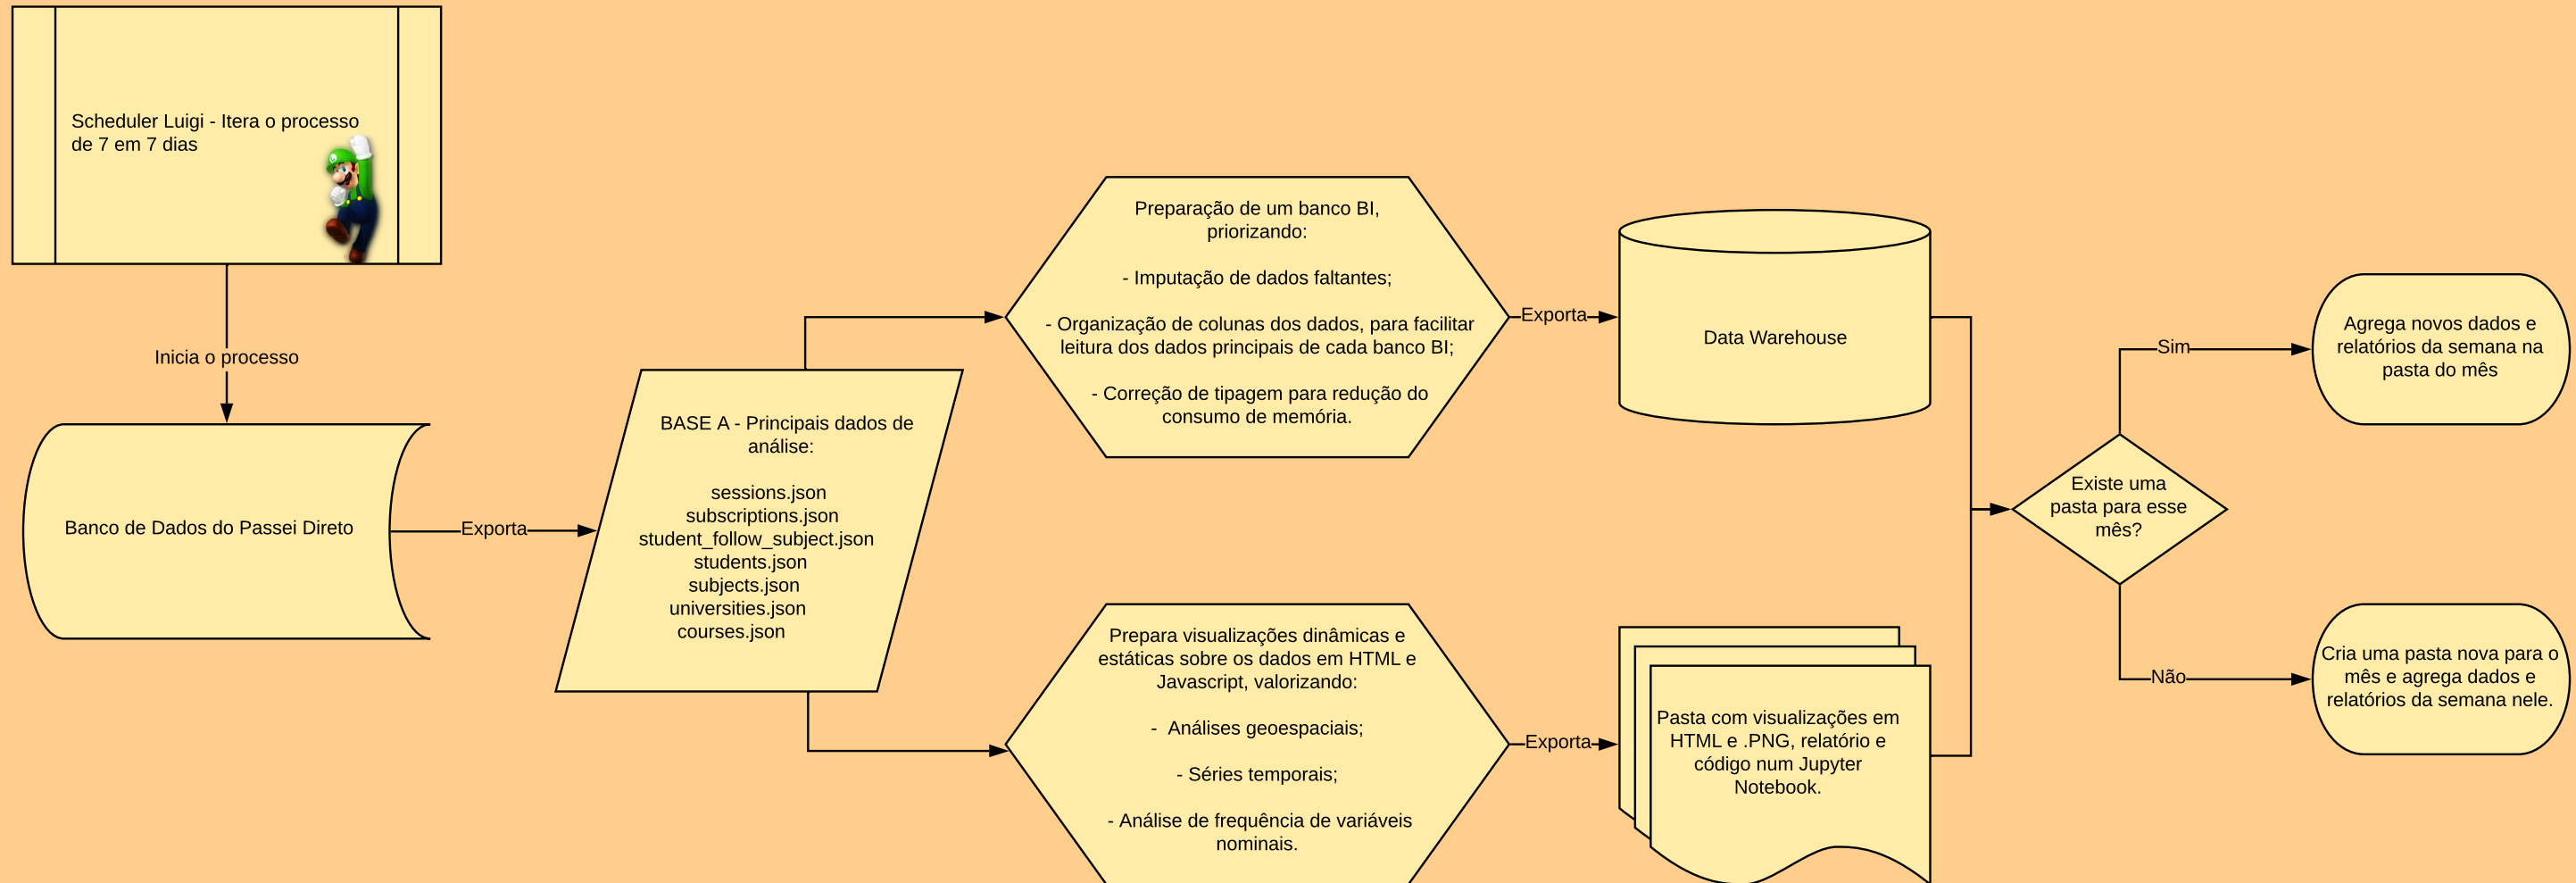 Scheduler Luigi - Itera o processo
de 7 em 7 dias
Inicia o processo
Banco de Dados do Passei Direto
Exporta
BASE A - Principais dados de
análise:
sessions.json
subscriptions.json
student_follow_subject.json
students.json
subjects.json
universities.json
courses.json
Preparação de um banco BI,
priorizando:
- Imputação de dados faltantes;
- Organização de colunas dos dados, para facilitar
leitura dos dados principais de cada banco BI;
- Correção de tipagem para redução do
consumo de memória.
Exporta
Data Warehouse
Prepara visualizações dinâmicas e
estáticas sobre os dados em HTML e
Javascript, valorizando:
- Análises geoespaciais;
- Séries temporais;
- Análise de frequência de variáveis
nominais.
Exporta
Pasta com visualizações em
HTML e .PNG, relatório e
código num Jupyter
Notebook.
Existe uma
pasta para esse
mês?
Sim
Agrega novos dados e
relatórios da semana na
pasta do mês
Não
Cria uma pasta nova para o
mês e agrega dados e
relatórios da semana nele.